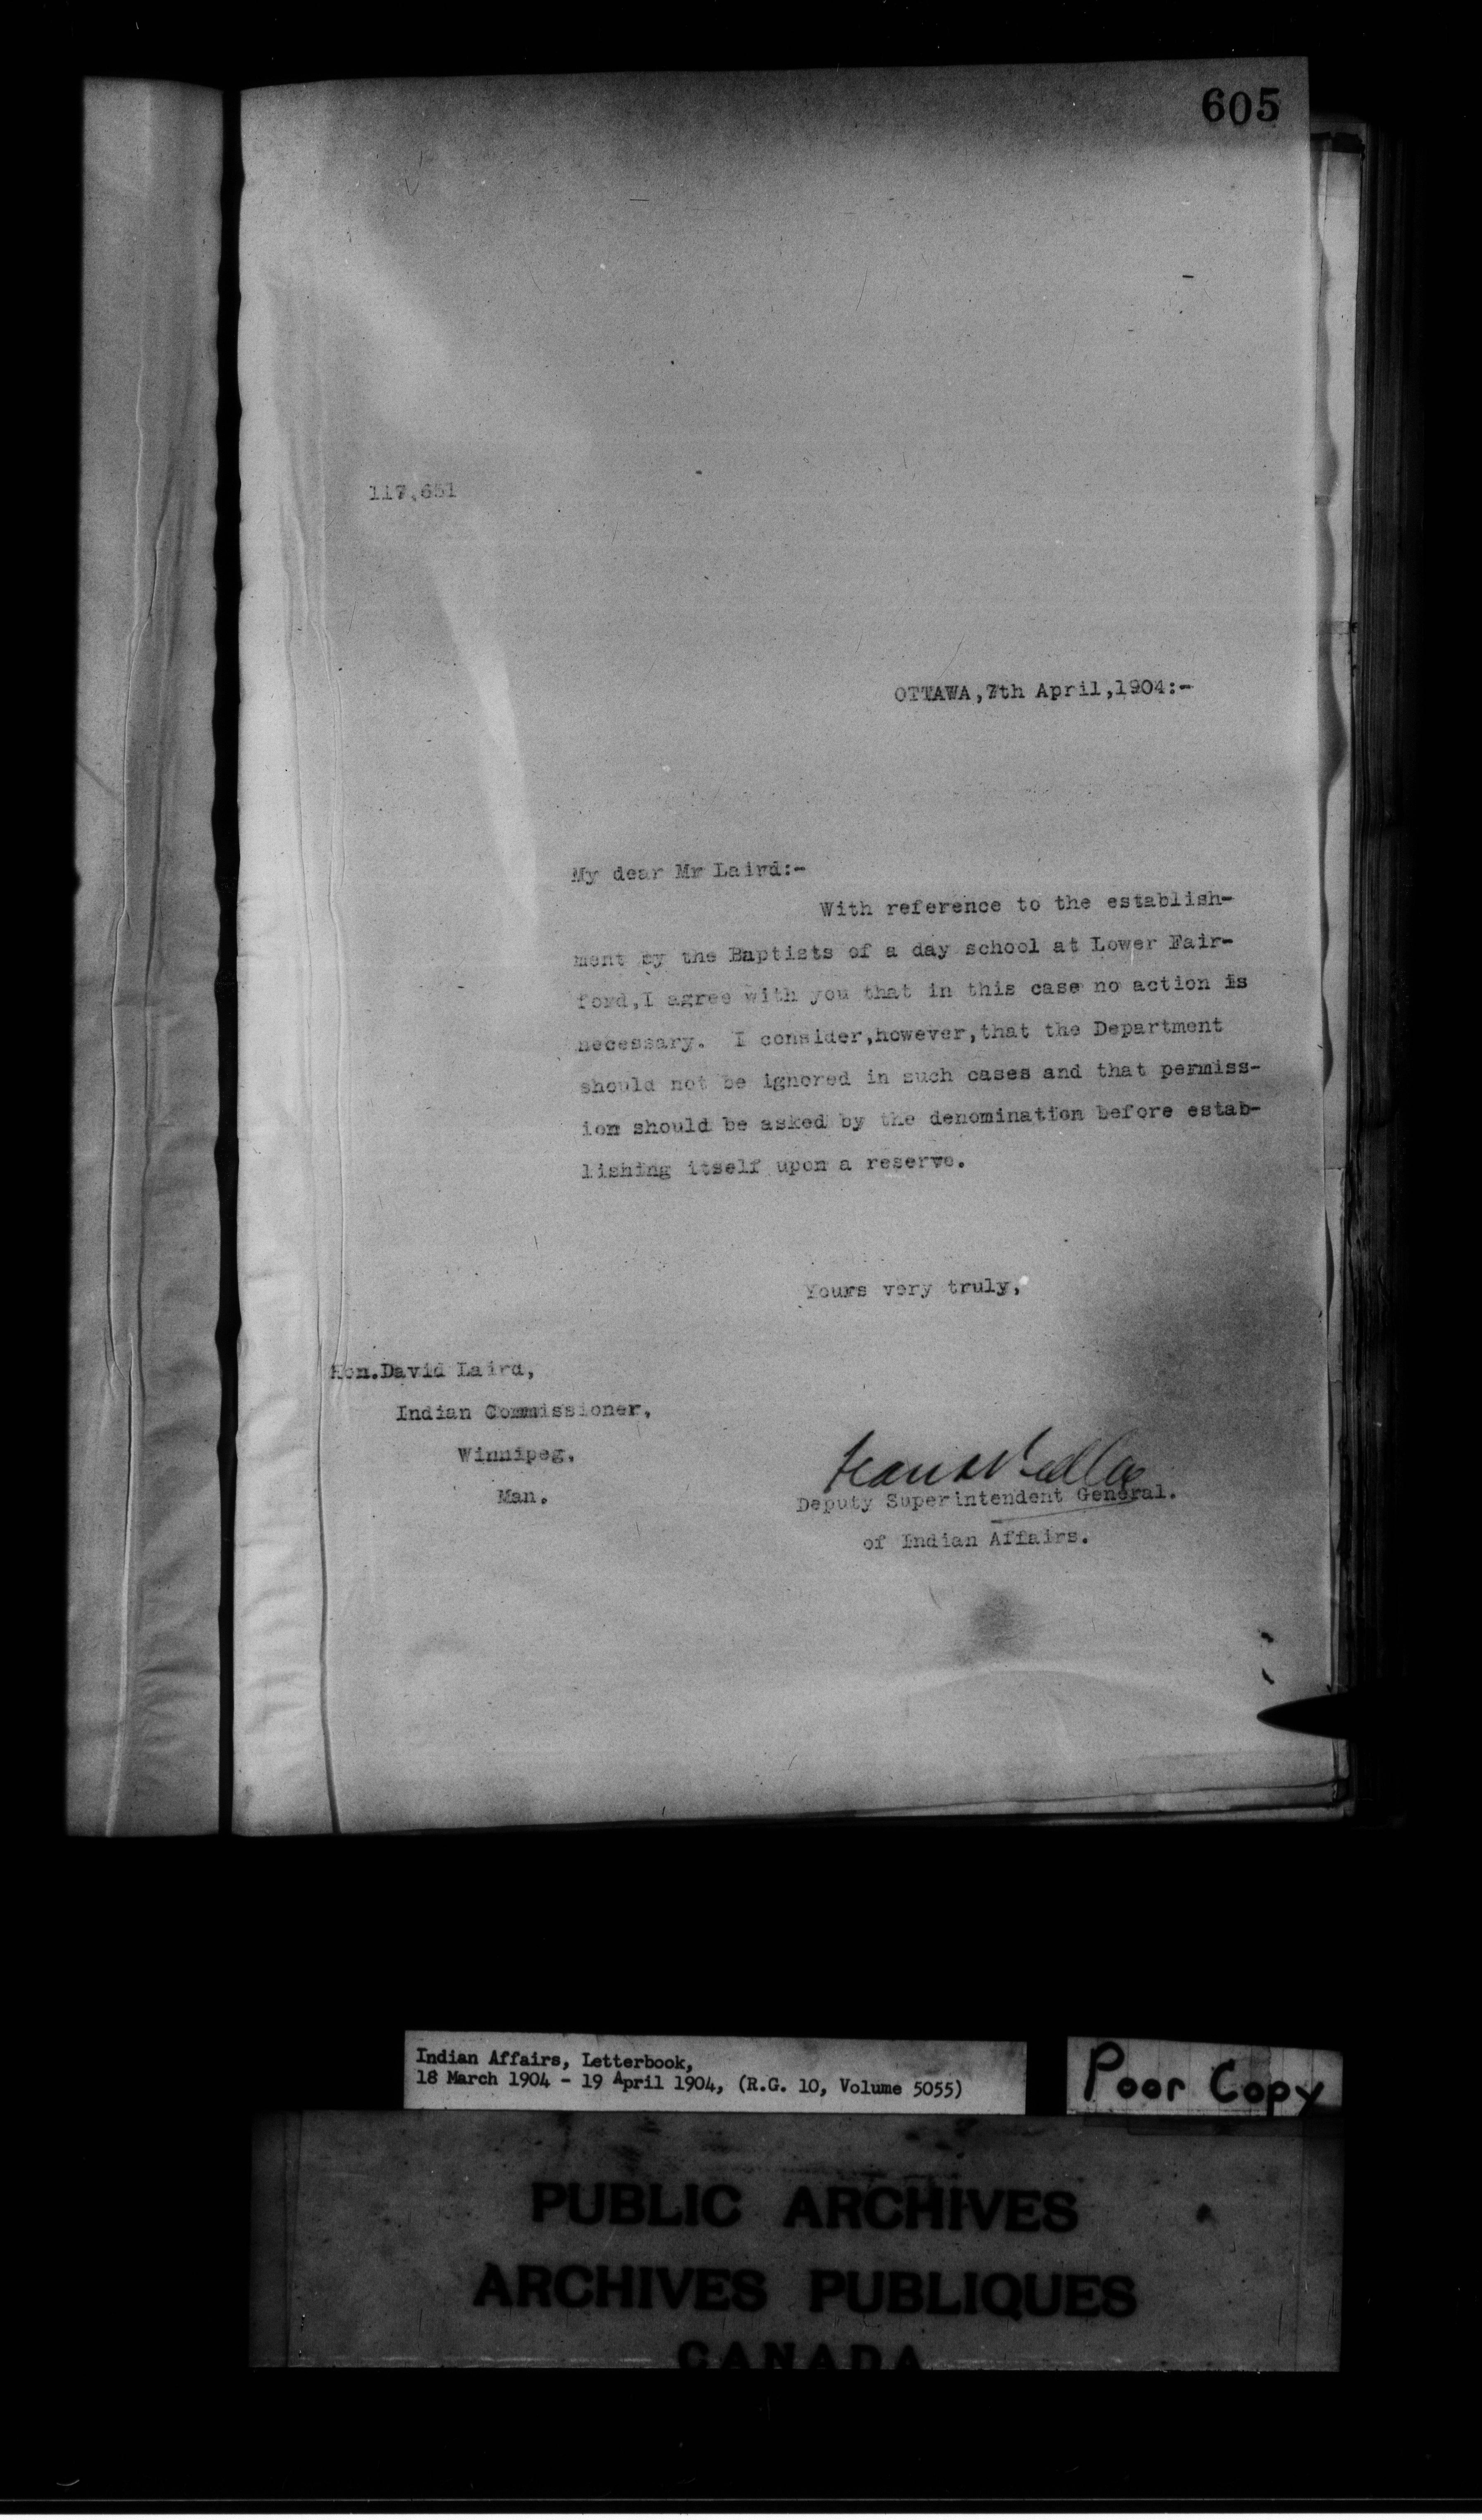 605
117,651
OTTAWA,7th April,1904:-
My dear Mr Laird:-
With reference to the establish-
ment by the Baptists of a day school at Lower Fair-
ford,I agree with you that in this case no action is
necessary. I consider,however,that the Department
should not be ignored in such cases and that permiss-
ion should be asked by the denomination before estab-
lishing itself upon a reserve.
Yours very truly,
Hon.David Laird,
Indian Commissioner,
Winnipeg.
Man.
Deputy Superintendent General.
of Indian Affairs.
Indian Affairs, Letterbook,
18 March 1904 - 19 April 1904, (R.G. 10, Volume 5055)
Poor Copy
PUBLIC ARCHIVES
ARCHIVES PUBLIQUES
CANADA